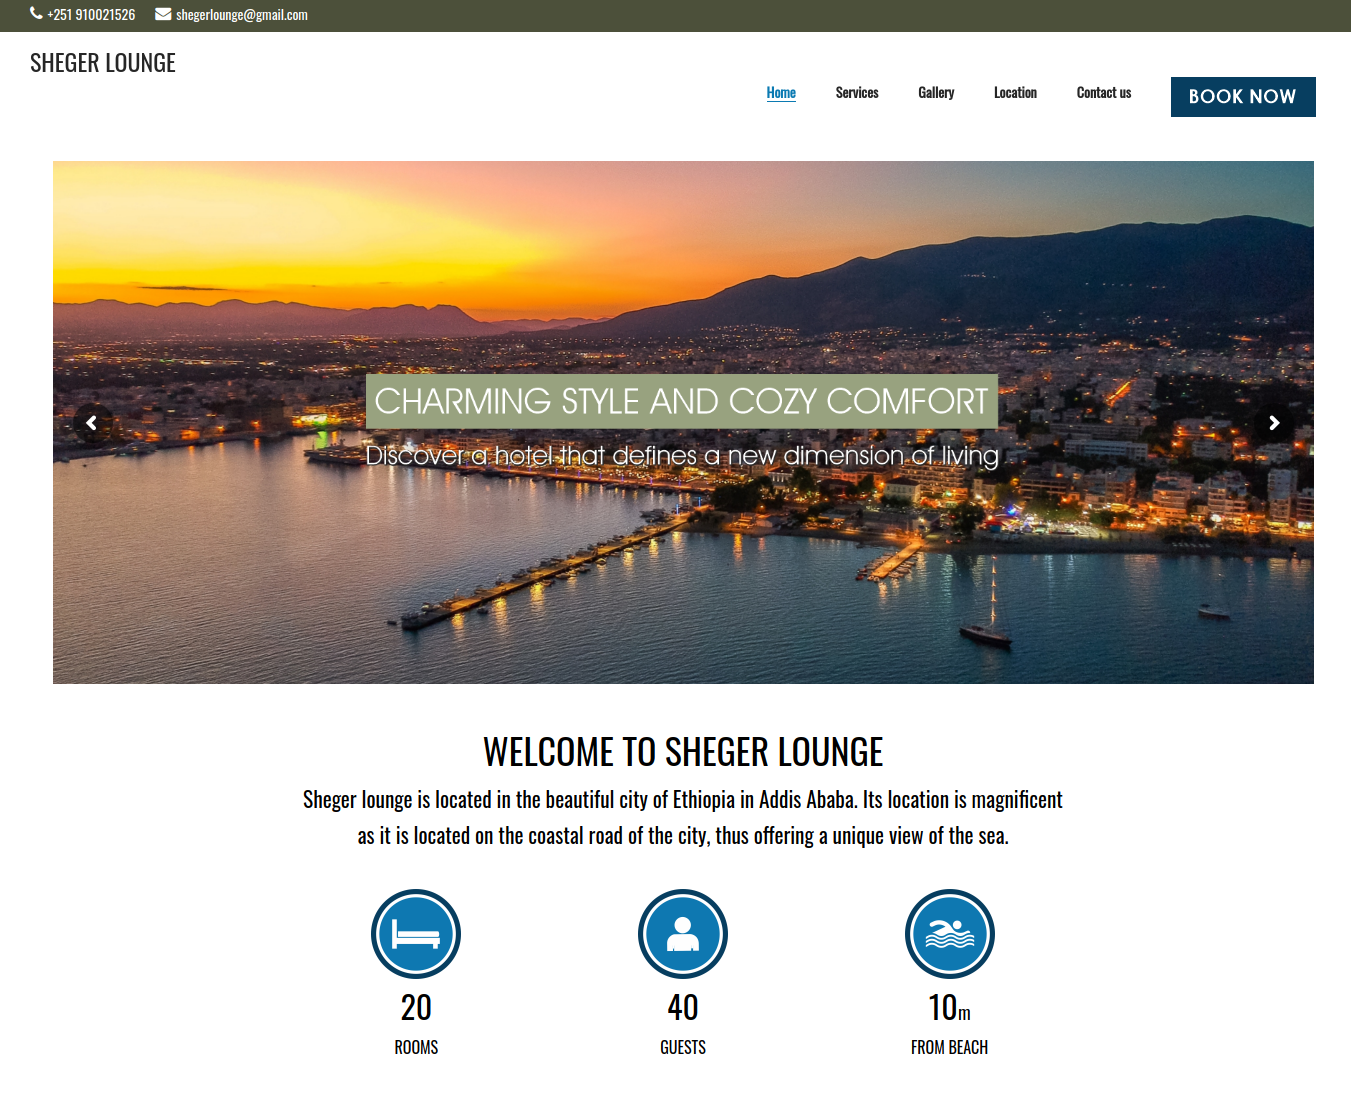 +251 910021526 shegerlounge@gmail.com
SHEGER LOUNGE
Home Services Gallery Location Contact us BOOK NOW
CHARMING STYLE AND COZY COMFORT
Discover a hotel that defines a new dimension of living
WELCOME TO SHEGER LOUNGE
Sheger lounge is located in the beautiful city of Ethiopia in Addis Ababa. Its location is magnificent
as it is located on the coastal road of the city, thus offering a unique view of the sea.
20 40 10m
ROOMS GUESTS FROM BEACH